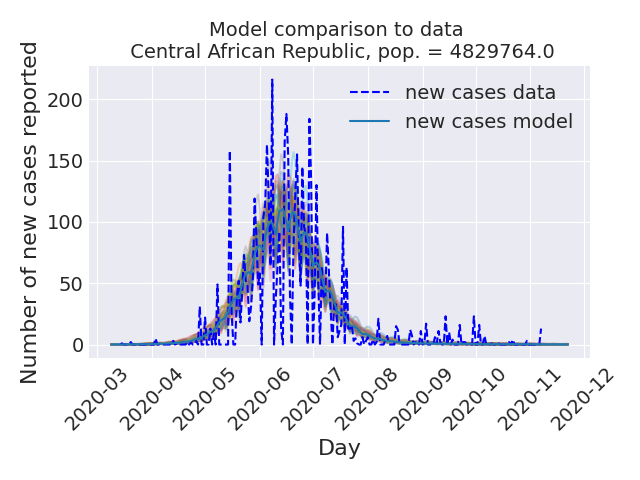 Model comparison to data
Central African Republic, pop. = 4829764.0
Number of new cases reported
200
150
100
50
0
new cases data
new cases model
2020-03
2020-04
2020-05
2020-06
2020-07
2020-08
2020-09
2020-10
2020-11
2020-12
Day